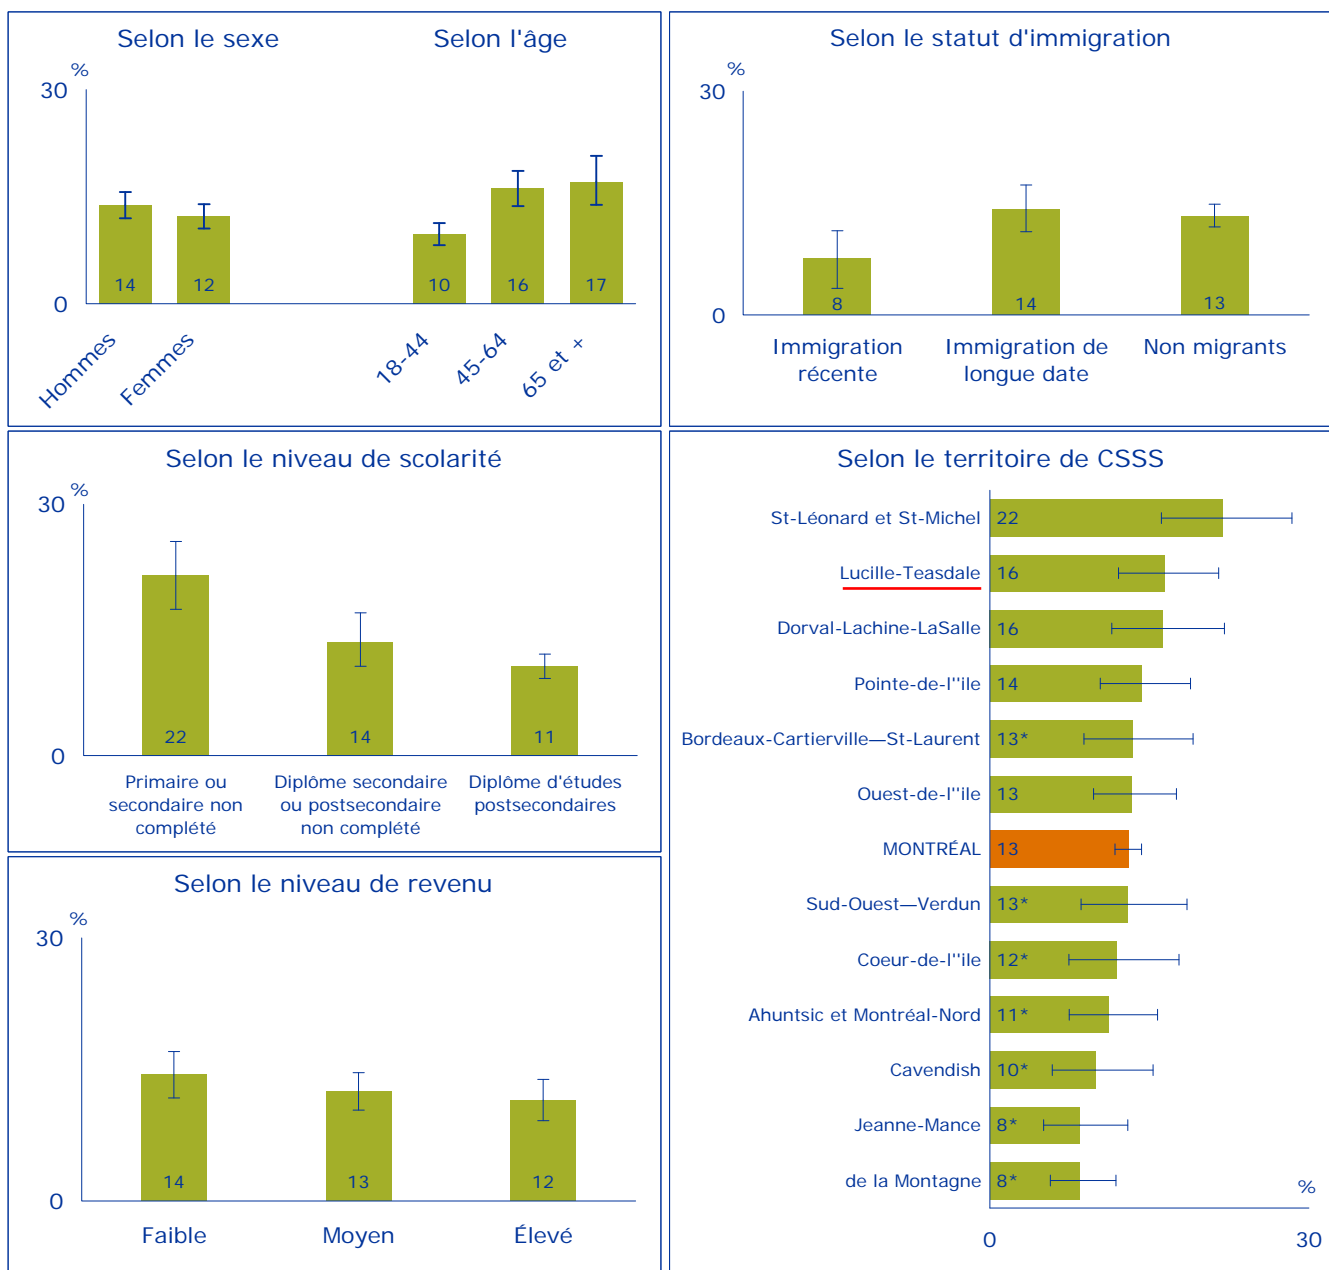 Selon le sexe
Selon l'âge
%
30
0
14
12
10
16
17
Hommes
Femmes
18-44
45-64
65 et +
Selon le statut d'immigration
%
30
0
8
14
13
Immigration
récente
Immigration de
longue date
Non migrants
Selon le niveau de scolarité
%
30
0
22
14
11
Primaire ou
secondaire non
complété
Diplôme secondaire
ou postsecondaire
non complété
Diplôme d'études
postsecondaires
Selon le niveau de revenu
%
30
0
14
13
12
Faible
Moyen
Élevé
Selon le territoire de CSSS
St-Léonard et St-Michel 22
Lucille-Teasdale 16
Dorval-Lachine-LaSalle 16
Pointe-de-l''ile 14
Bordeaux-Cartierville—St-Laurent 13*
Ouest-de-l''ile 13
MONTRÉAL 13
Sud-Ouest—Verdun 13*
Coeur-de-l''ile 12*
Ahuntsic et Montréal-Nord 11*
Cavendish 10*
Jeanne-Mance 8*
de la Montagne 8*
%
0
30